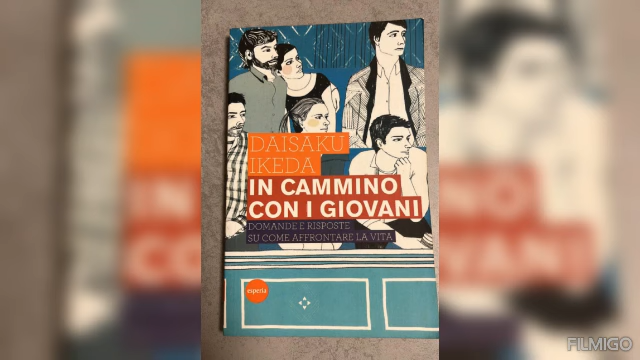 DAISAKU
IKEDA
IN CAMMINO
CON I GIOVANI
DOMANDE E RISPOSTE
SU COME AFFRONTARE LA VITA
esperia
FILMIGO